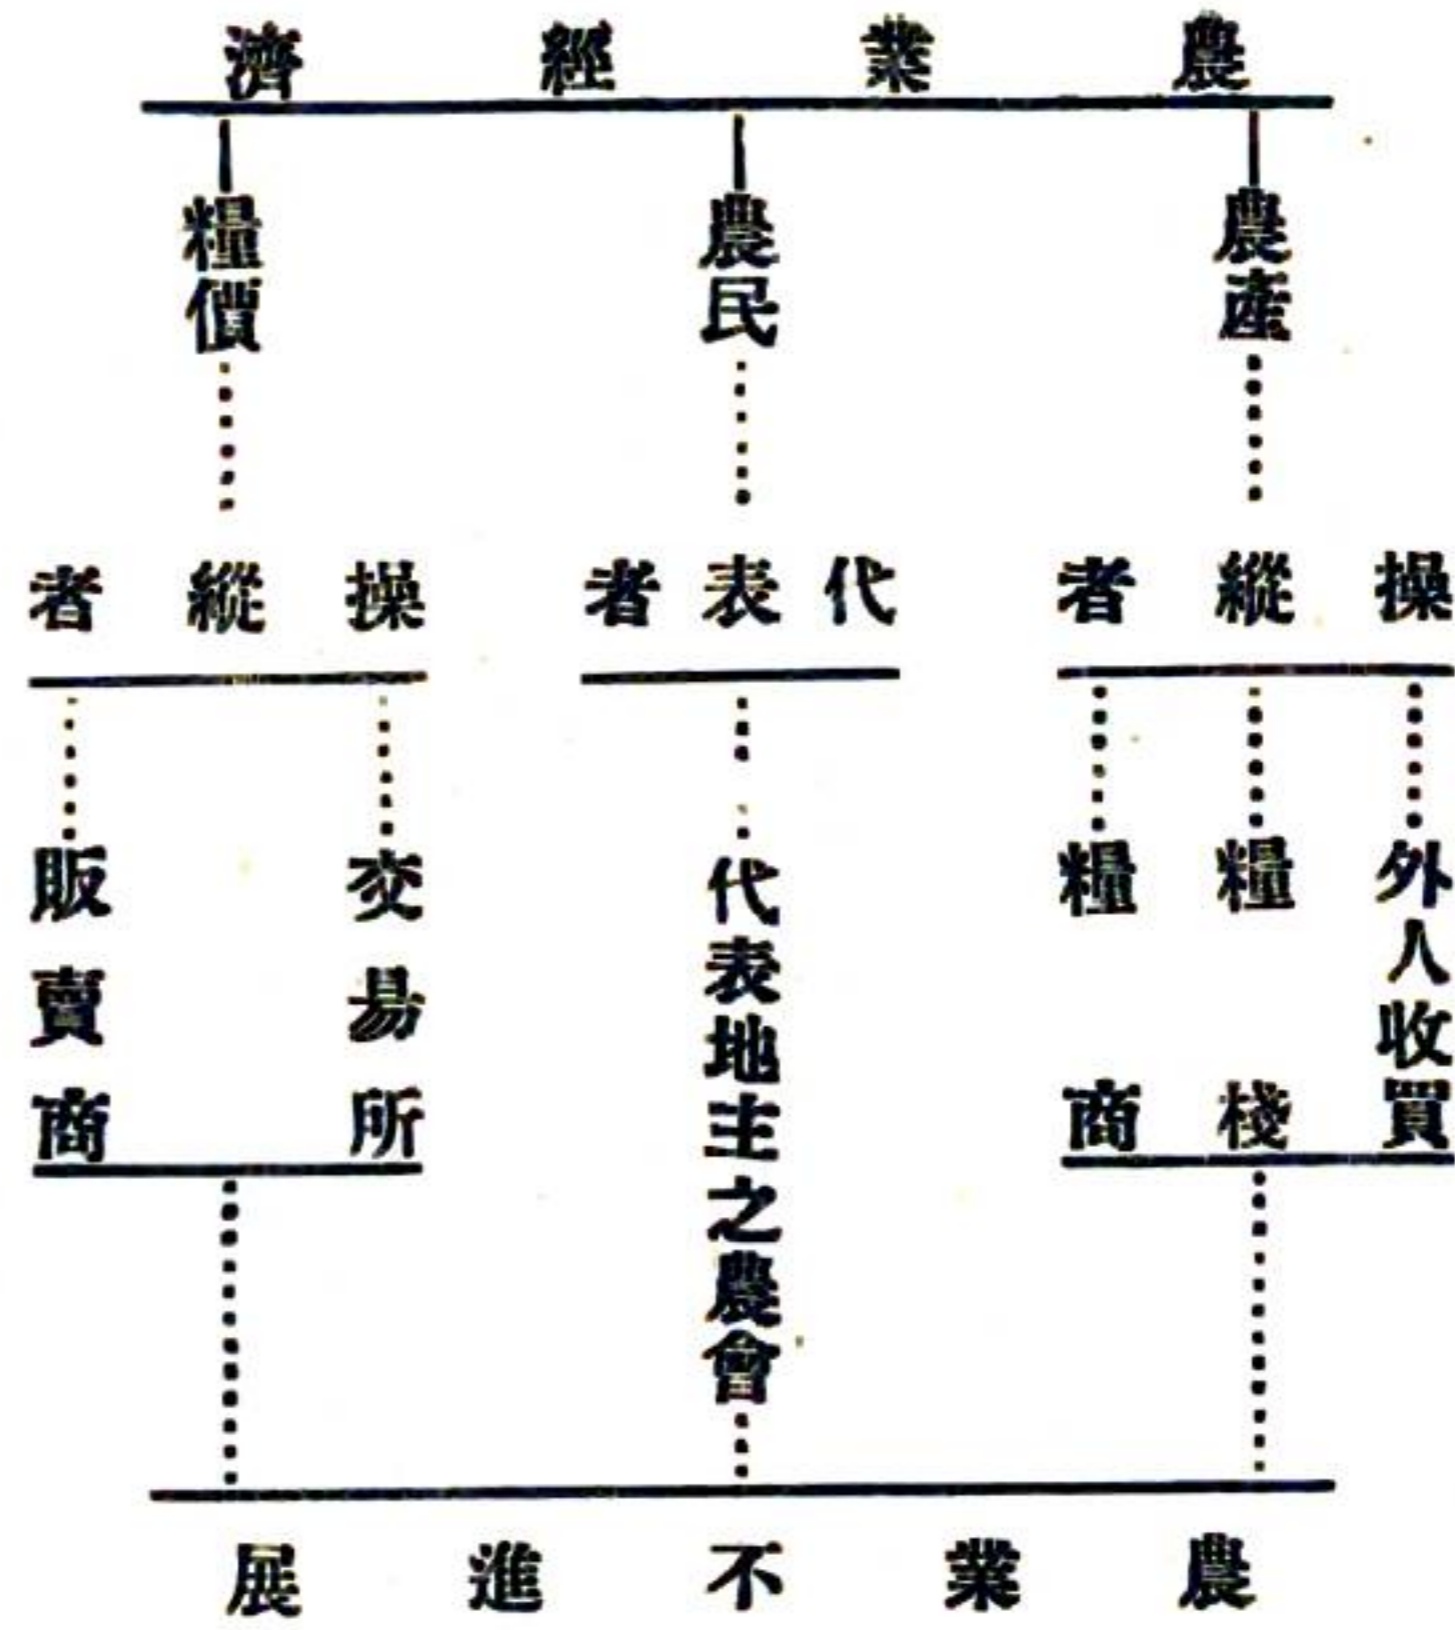 農業經濟
農產
農民
糧價
操縱者
代表者
操縱者
外人收買
糧棧
糧商
代表地主之農會
交易所
販賣商
農業不進展